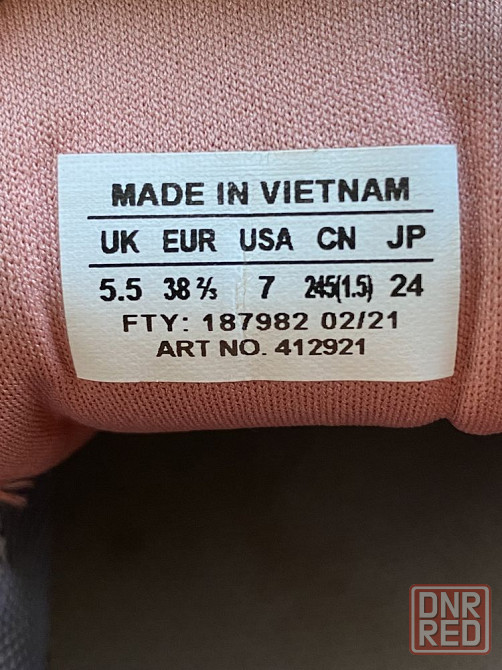 MADE IN VIETNAM
UK EUR USA CN JP
5.5 38 ⅔ 7 245(1.5) 24
FTY: 187982 02/21
ART NO. 412921
DNR
RED